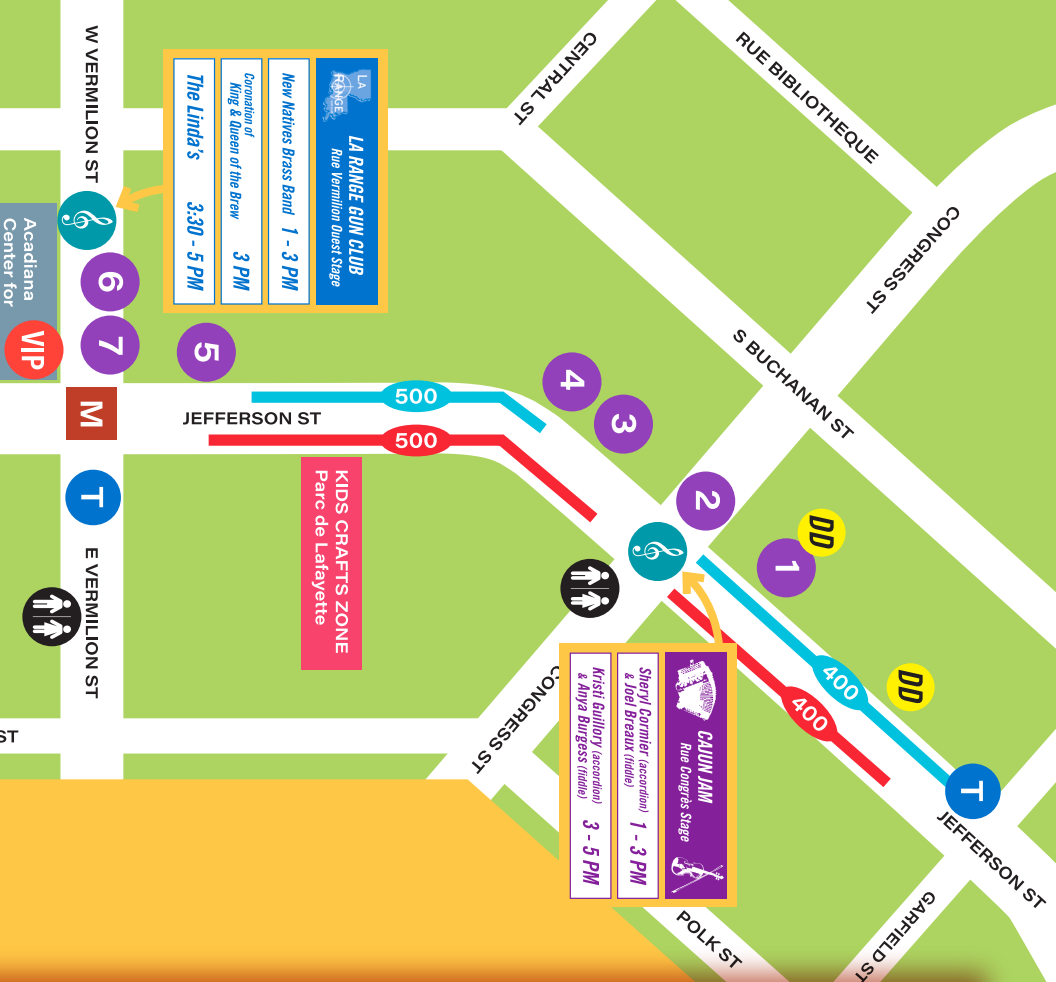 W VERMILION ST
LA
RANGE
LA RANGE GUN CLUB
Rue Vermilion Ouest Stage
New Natives Brass Band 1 - 3 PM
Coronation of
King & Queen of the Brew 3 PM
The Linda's 3:30 - 5 PM
CENTRAL ST
RUE BIBLIOTHEQUE
CONGRESS ST
S BUCHANAN ST
Acadiana
Center for
VIP
6
7
5
M
T
E VERMILION ST
JEFFERSON ST
500
500
4
3
2
1
DD
DD
KIDS CRAFTS ZONE
Parc de Lafayette
400
400
T
JEFFERSON ST
CAJUN JAM
Rue Congrès Stage
Sheryl Cormier (accordion)
& Joel Breaux (fiddle) 1 - 3 PM
Kristi Guillory (accordion)
& Anya Burgess (fiddle) 3 - 5 PM
CONGRESS ST
POLK ST
GARFIELD ST
ST